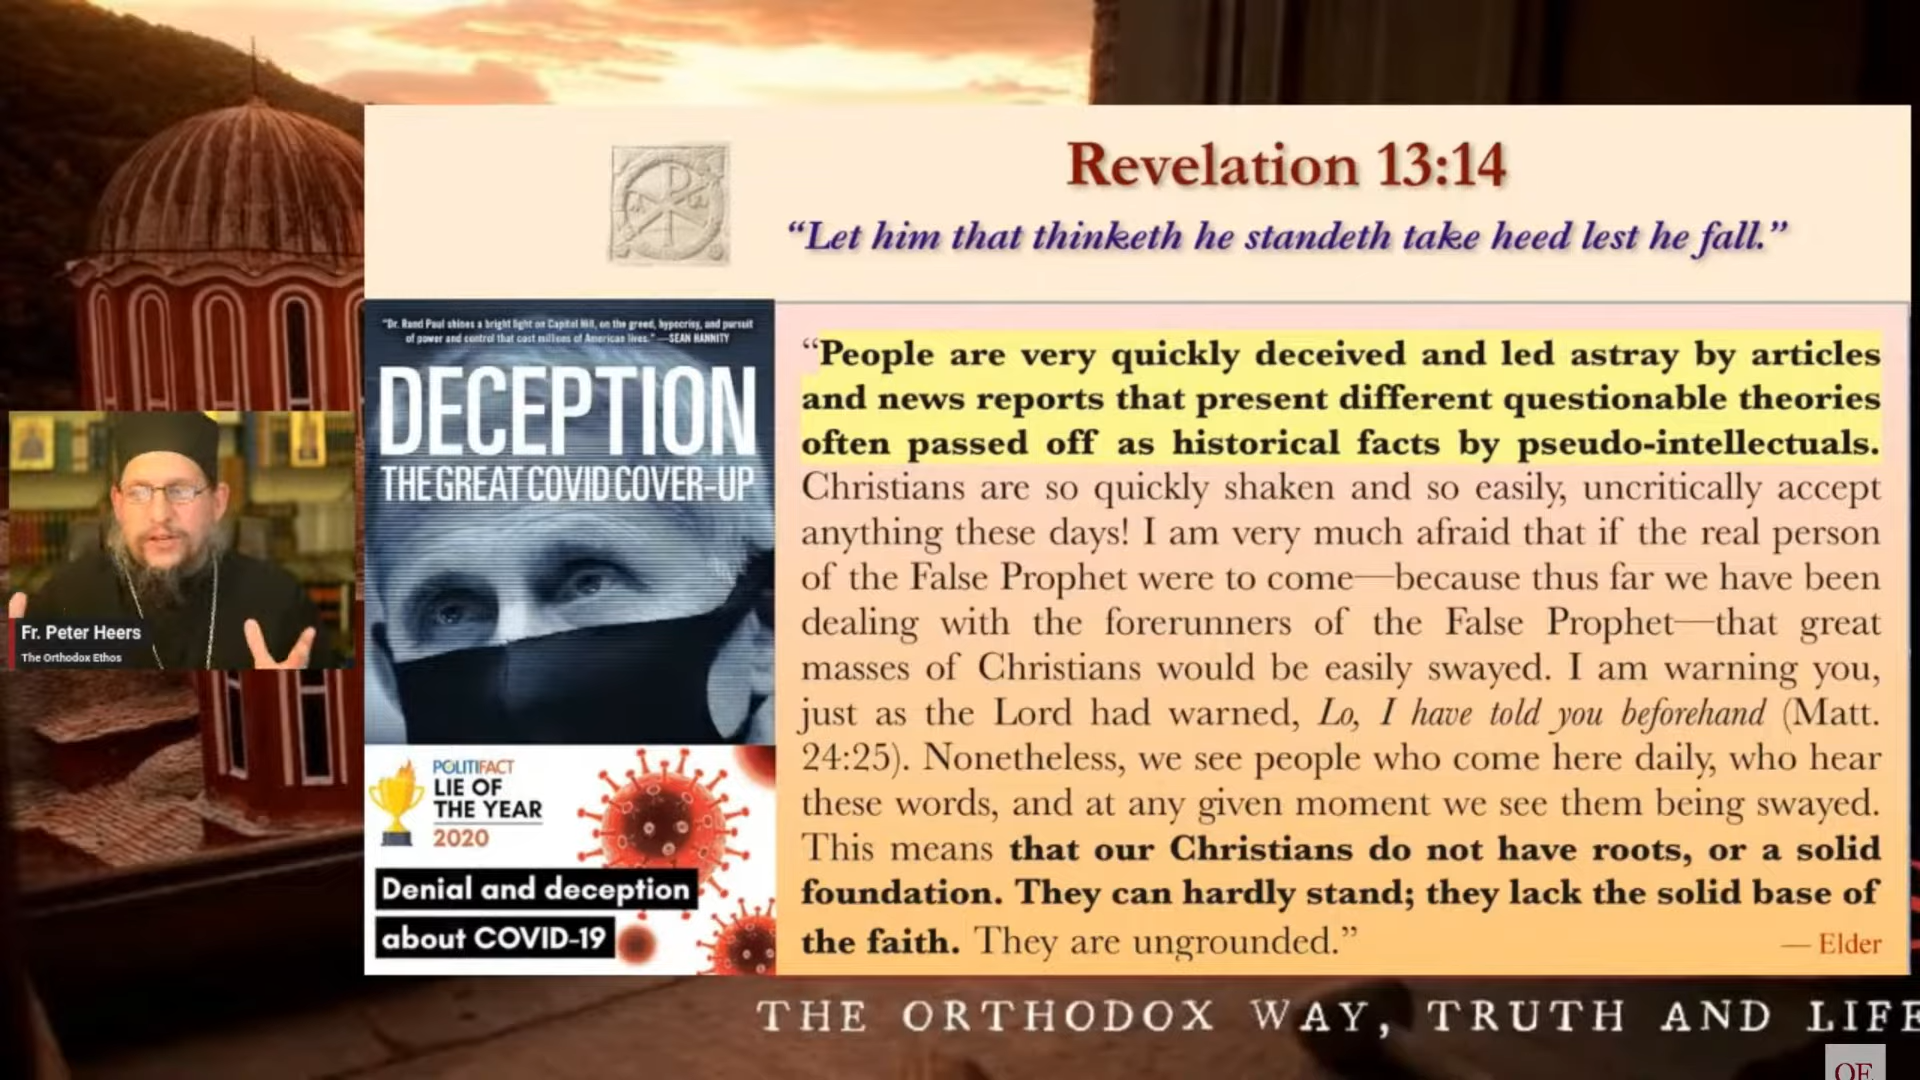 Revelation 13:14
“Let him that thinketh he standeth take heed lest he fall.”
"Dr. Rand Paul shines a bright light on Capitol Hill, on the greed, hypocrisy, and pursuit
of power and control that cost millions of American lives." —SEAN HANNITY
DECEPTION
THE GREAT COVID COVER-UP
POLITIFACT
LIE OF
THE YEAR
2020
Denial and deception
about COVID-19
“People are very quickly deceived and led astray by articles
and news reports that present different questionable theories
often passed off as historical facts by pseudo-intellectuals.
Christians are so quickly shaken and so easily, uncritically accept
anything these days! I am very much afraid that if the real person
of the False Prophet were to come—because thus far we have been
dealing with the forerunners of the False Prophet—that great
masses of Christians would be easily swayed. I am warning you,
just as the Lord had warned, Lo, I have told you beforehand (Matt.
24:25). Nonetheless, we see people who come here daily, who hear
these words, and at any given moment we see them being swayed.
This means that our Christians do not have roots, or a solid
foundation. They can hardly stand; they lack the solid base of
the faith. They are ungrounded.”
— Elder
Fr. Peter Heers
The Orthodox Ethos
THE ORTHODOX WAY, TRUTH AND LIFE
OE